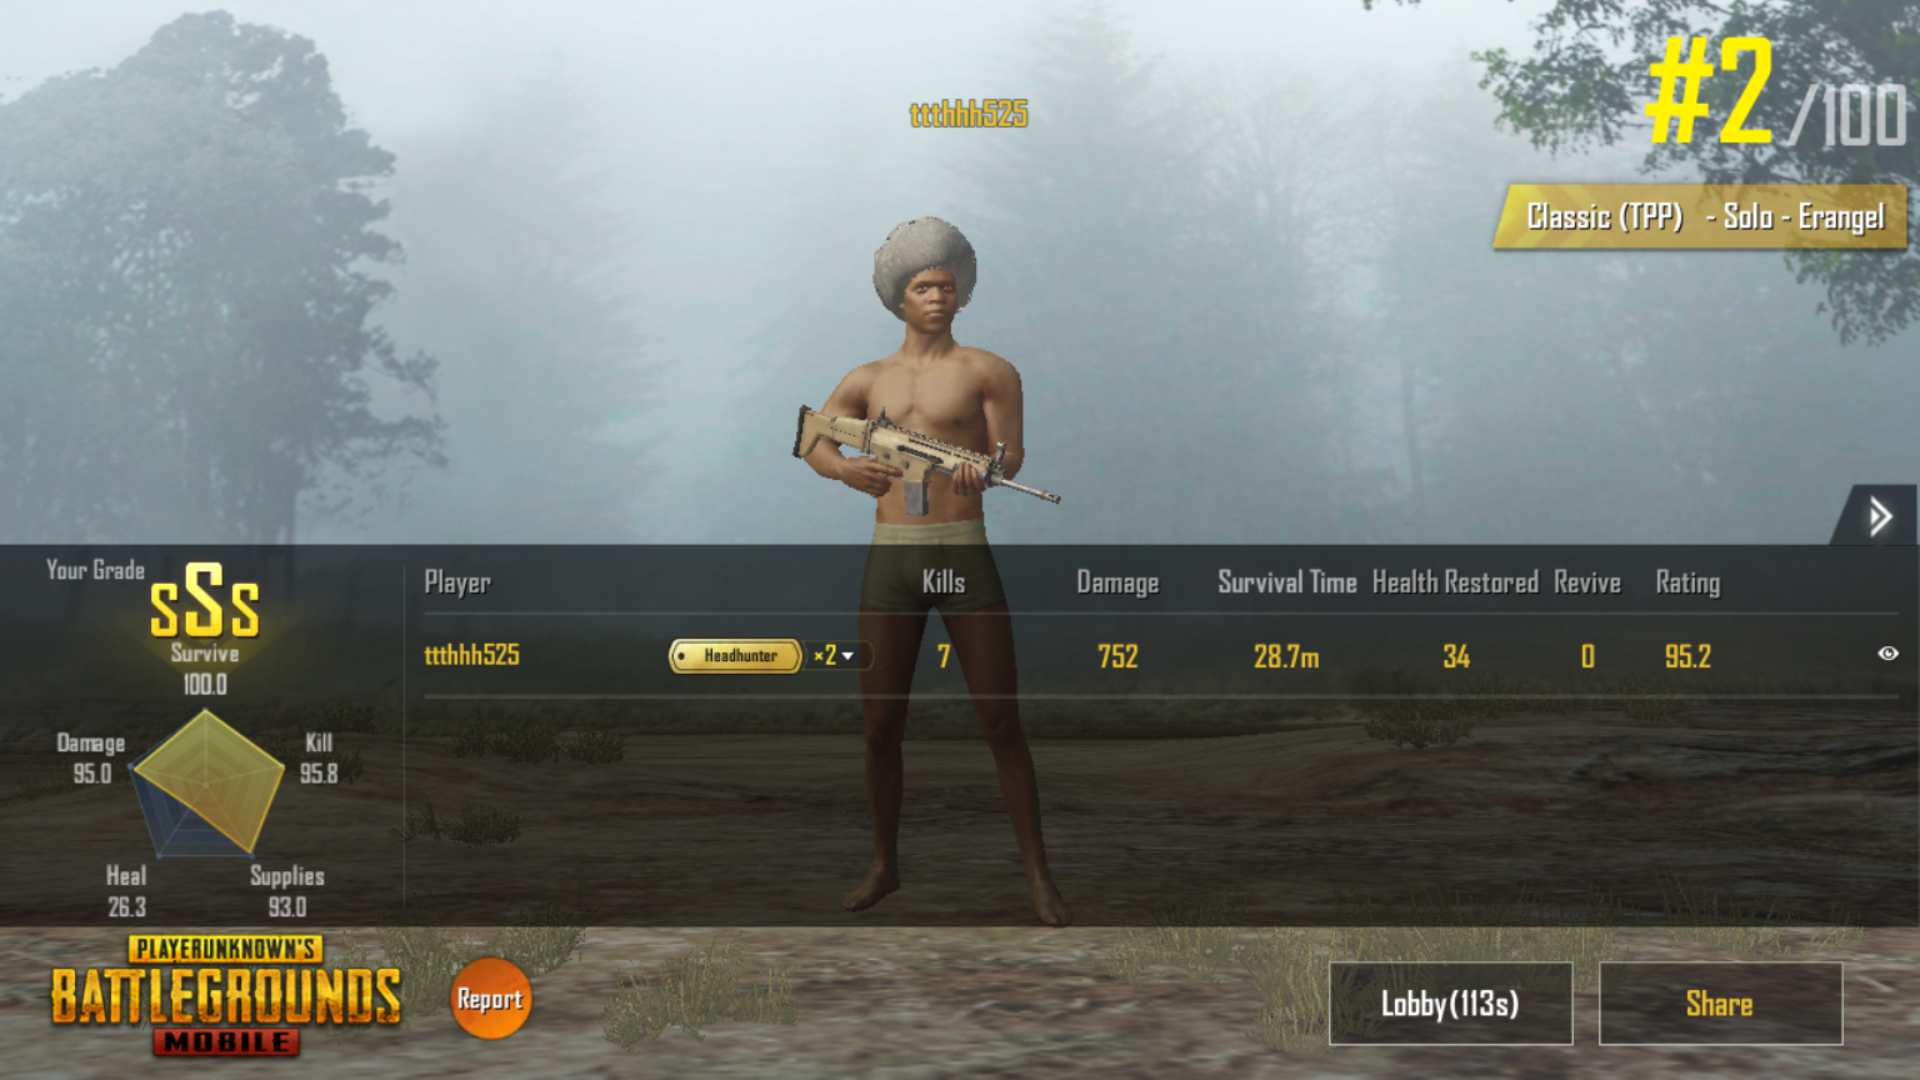 ttthhh525
#2/100
Classic (TPP) - Solo - Erangel
Your Grade
sSs
Survive
100.0
Damage
95.0
Kill
95.8
Heal
26.3
Supplies
93.0
Player Kills Damage Survival Time Health Restored Revive Rating
ttthhh525 Headhunter ×2 7 752 28.7m 34 0 95.2
PLAYERUNKNOWN'S
BATTLEGROUNDS
MOBILE
Report
Lobby(113s)
Share